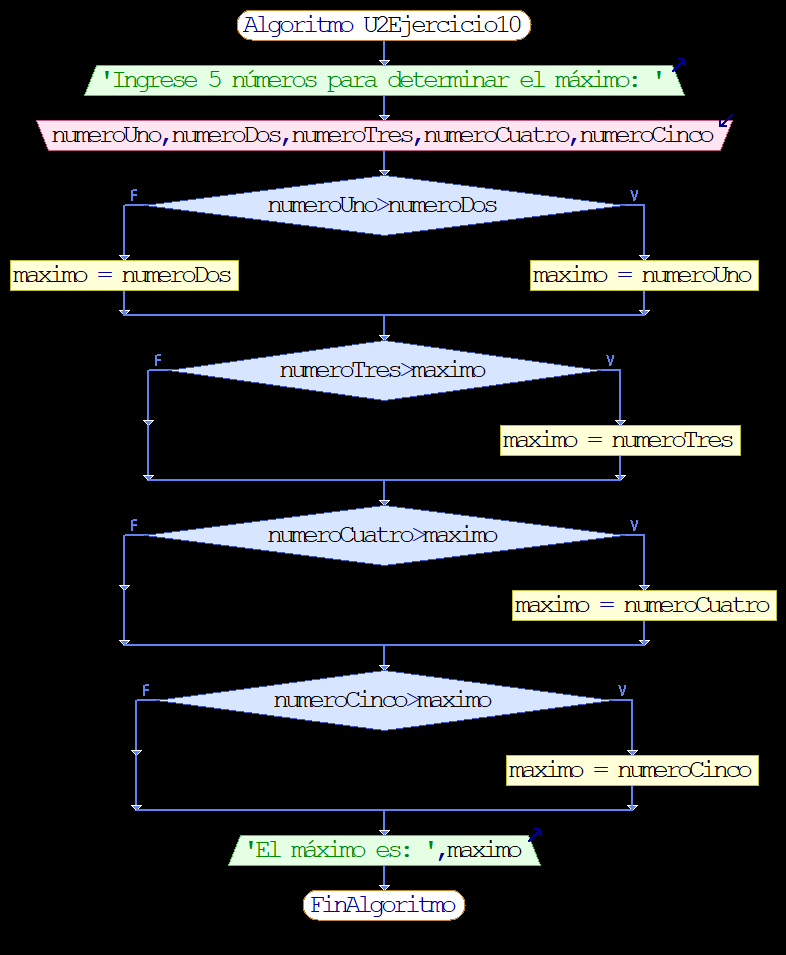 Algoritmo U2Ejercicio10
'Ingrese 5 números para determinar el máximo: '
numeroUno,numeroDos,numeroTres,numeroCuatro,numeroCinco
F
V
numeroUno>numeroDos
maximo = numeroDos
maximo = numeroUno
F
V
numeroTres>maximo
maximo = numeroTres
F
V
numeroCuatro>maximo
maximo = numeroCuatro
F
V
numeroCinco>maximo
maximo = numeroCinco
'El máximo es: ',maximo
FinAlgoritmo